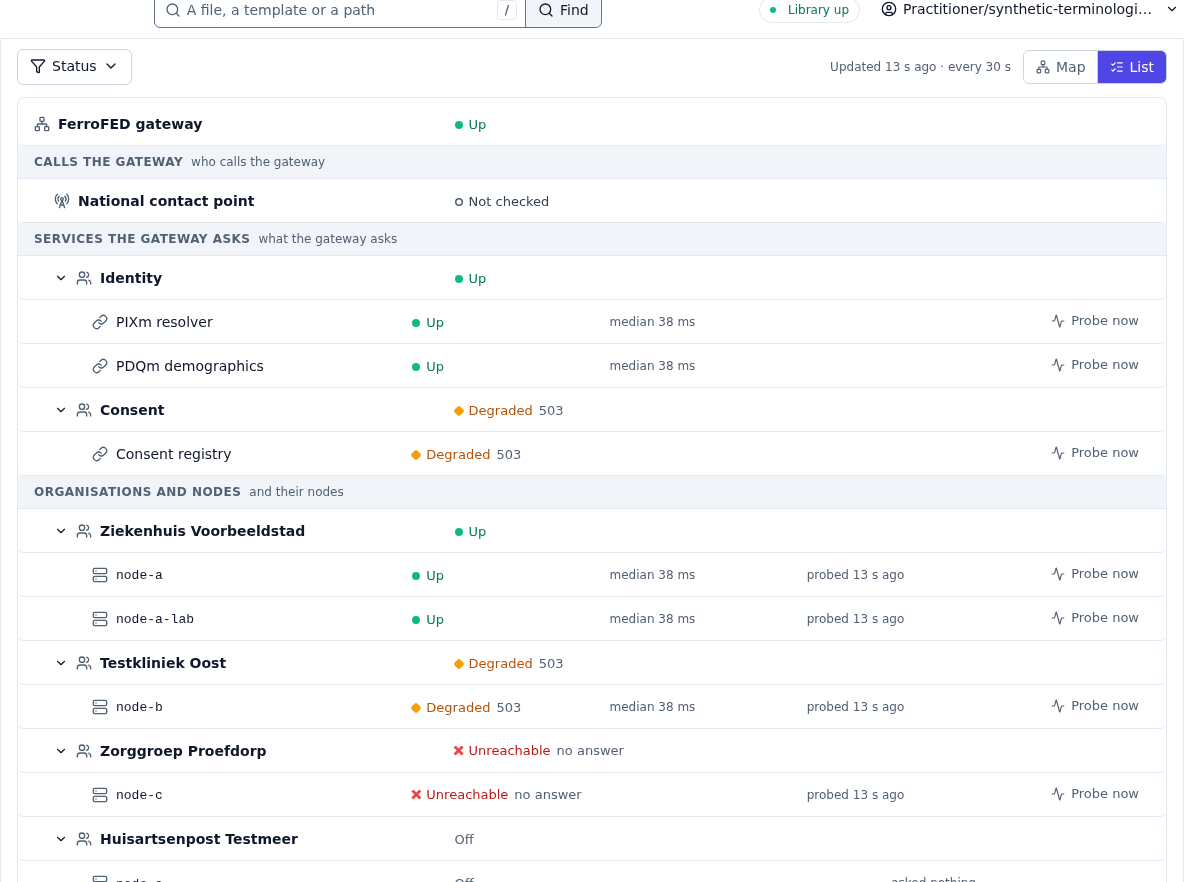 A file, a template or a path / Find Library up Practitioner/synthetic-terminologi…
Status Updated 13 s ago · every 30 s Map List
FerroFED gateway Up
CALLS THE GATEWAY who calls the gateway
National contact point Not checked
SERVICES THE GATEWAY ASKS what the gateway asks
Identity Up
PIXm resolver Up median 38 ms Probe now
PDQm demographics Up median 38 ms Probe now
Consent Degraded 503
Consent registry Degraded 503 Probe now
ORGANISATIONS AND NODES and their nodes
Ziekenhuis Voorbeeldstad Up
node-a Up median 38 ms probed 13 s ago Probe now
node-a-lab Up median 38 ms probed 13 s ago Probe now
Testkliniek Oost Degraded 503
node-b Degraded 503 median 38 ms probed 13 s ago Probe now
Zorggroep Proefdorp Unreachable no answer
node-c Unreachable no answer probed 13 s ago Probe now
Huisartsenpost Testmeer Off
Off asked nothing